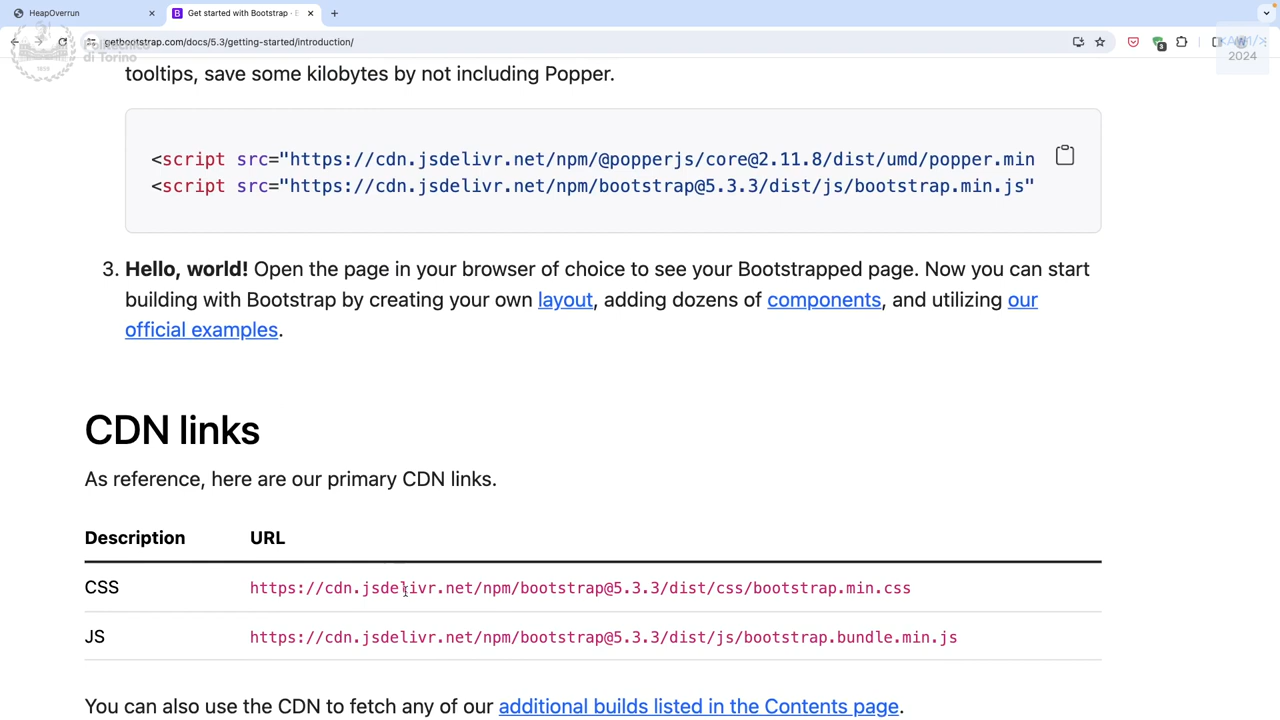 HeapOverrun
Get started with Bootstrap · B
getbootstrap.com/docs/5.3/getting-started/introduction/
Politecnico
di Torino
1859
2024
tooltips, save some kilobytes by not including Popper.
<script src="https://cdn.jsdelivr.net/npm/@popperjs/core@2.11.8/dist/umd/popper.min
<script src="https://cdn.jsdelivr.net/npm/bootstrap@5.3.3/dist/js/bootstrap.min.js"
3. Hello, world! Open the page in your browser of choice to see your Bootstrapped page. Now you can start
building with Bootstrap by creating your own layout, adding dozens of components, and utilizing our
official examples.
CDN links
As reference, here are our primary CDN links.
Description URL
CSS https://cdn.jsdelivr.net/npm/bootstrap@5.3.3/dist/css/bootstrap.min.css
JS https://cdn.jsdelivr.net/npm/bootstrap@5.3.3/dist/js/bootstrap.bundle.min.js
You can also use the CDN to fetch any of our additional builds listed in the Contents page.